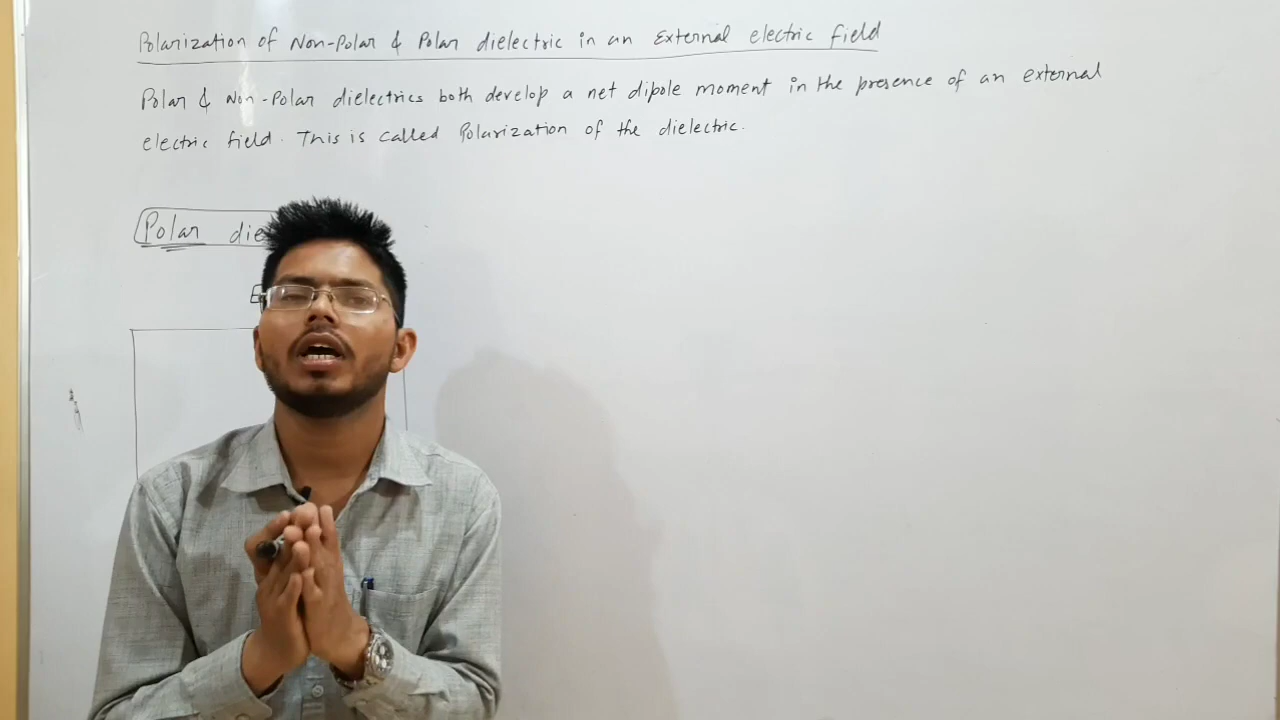 Polarization of Non-Polar & Polar dielectric in an External electric field
Polar & Non-Polar dielectrics both develop a net dipole moment in the presence of an external
electric field. This is called Polarization of the dielectric.
Polar die
E